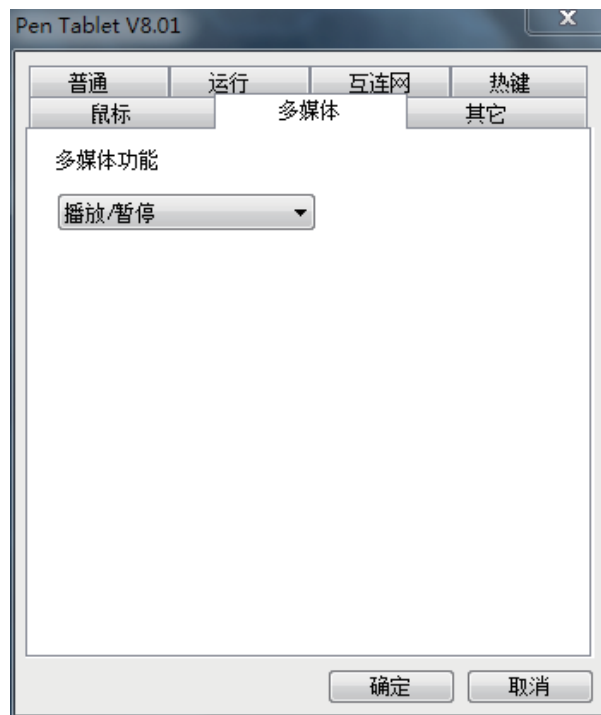 Pen Tablet V8.01
普通 运行 互连网 热键
鼠标 多媒体 其它
多媒体功能
播放/暂停
确定 取消